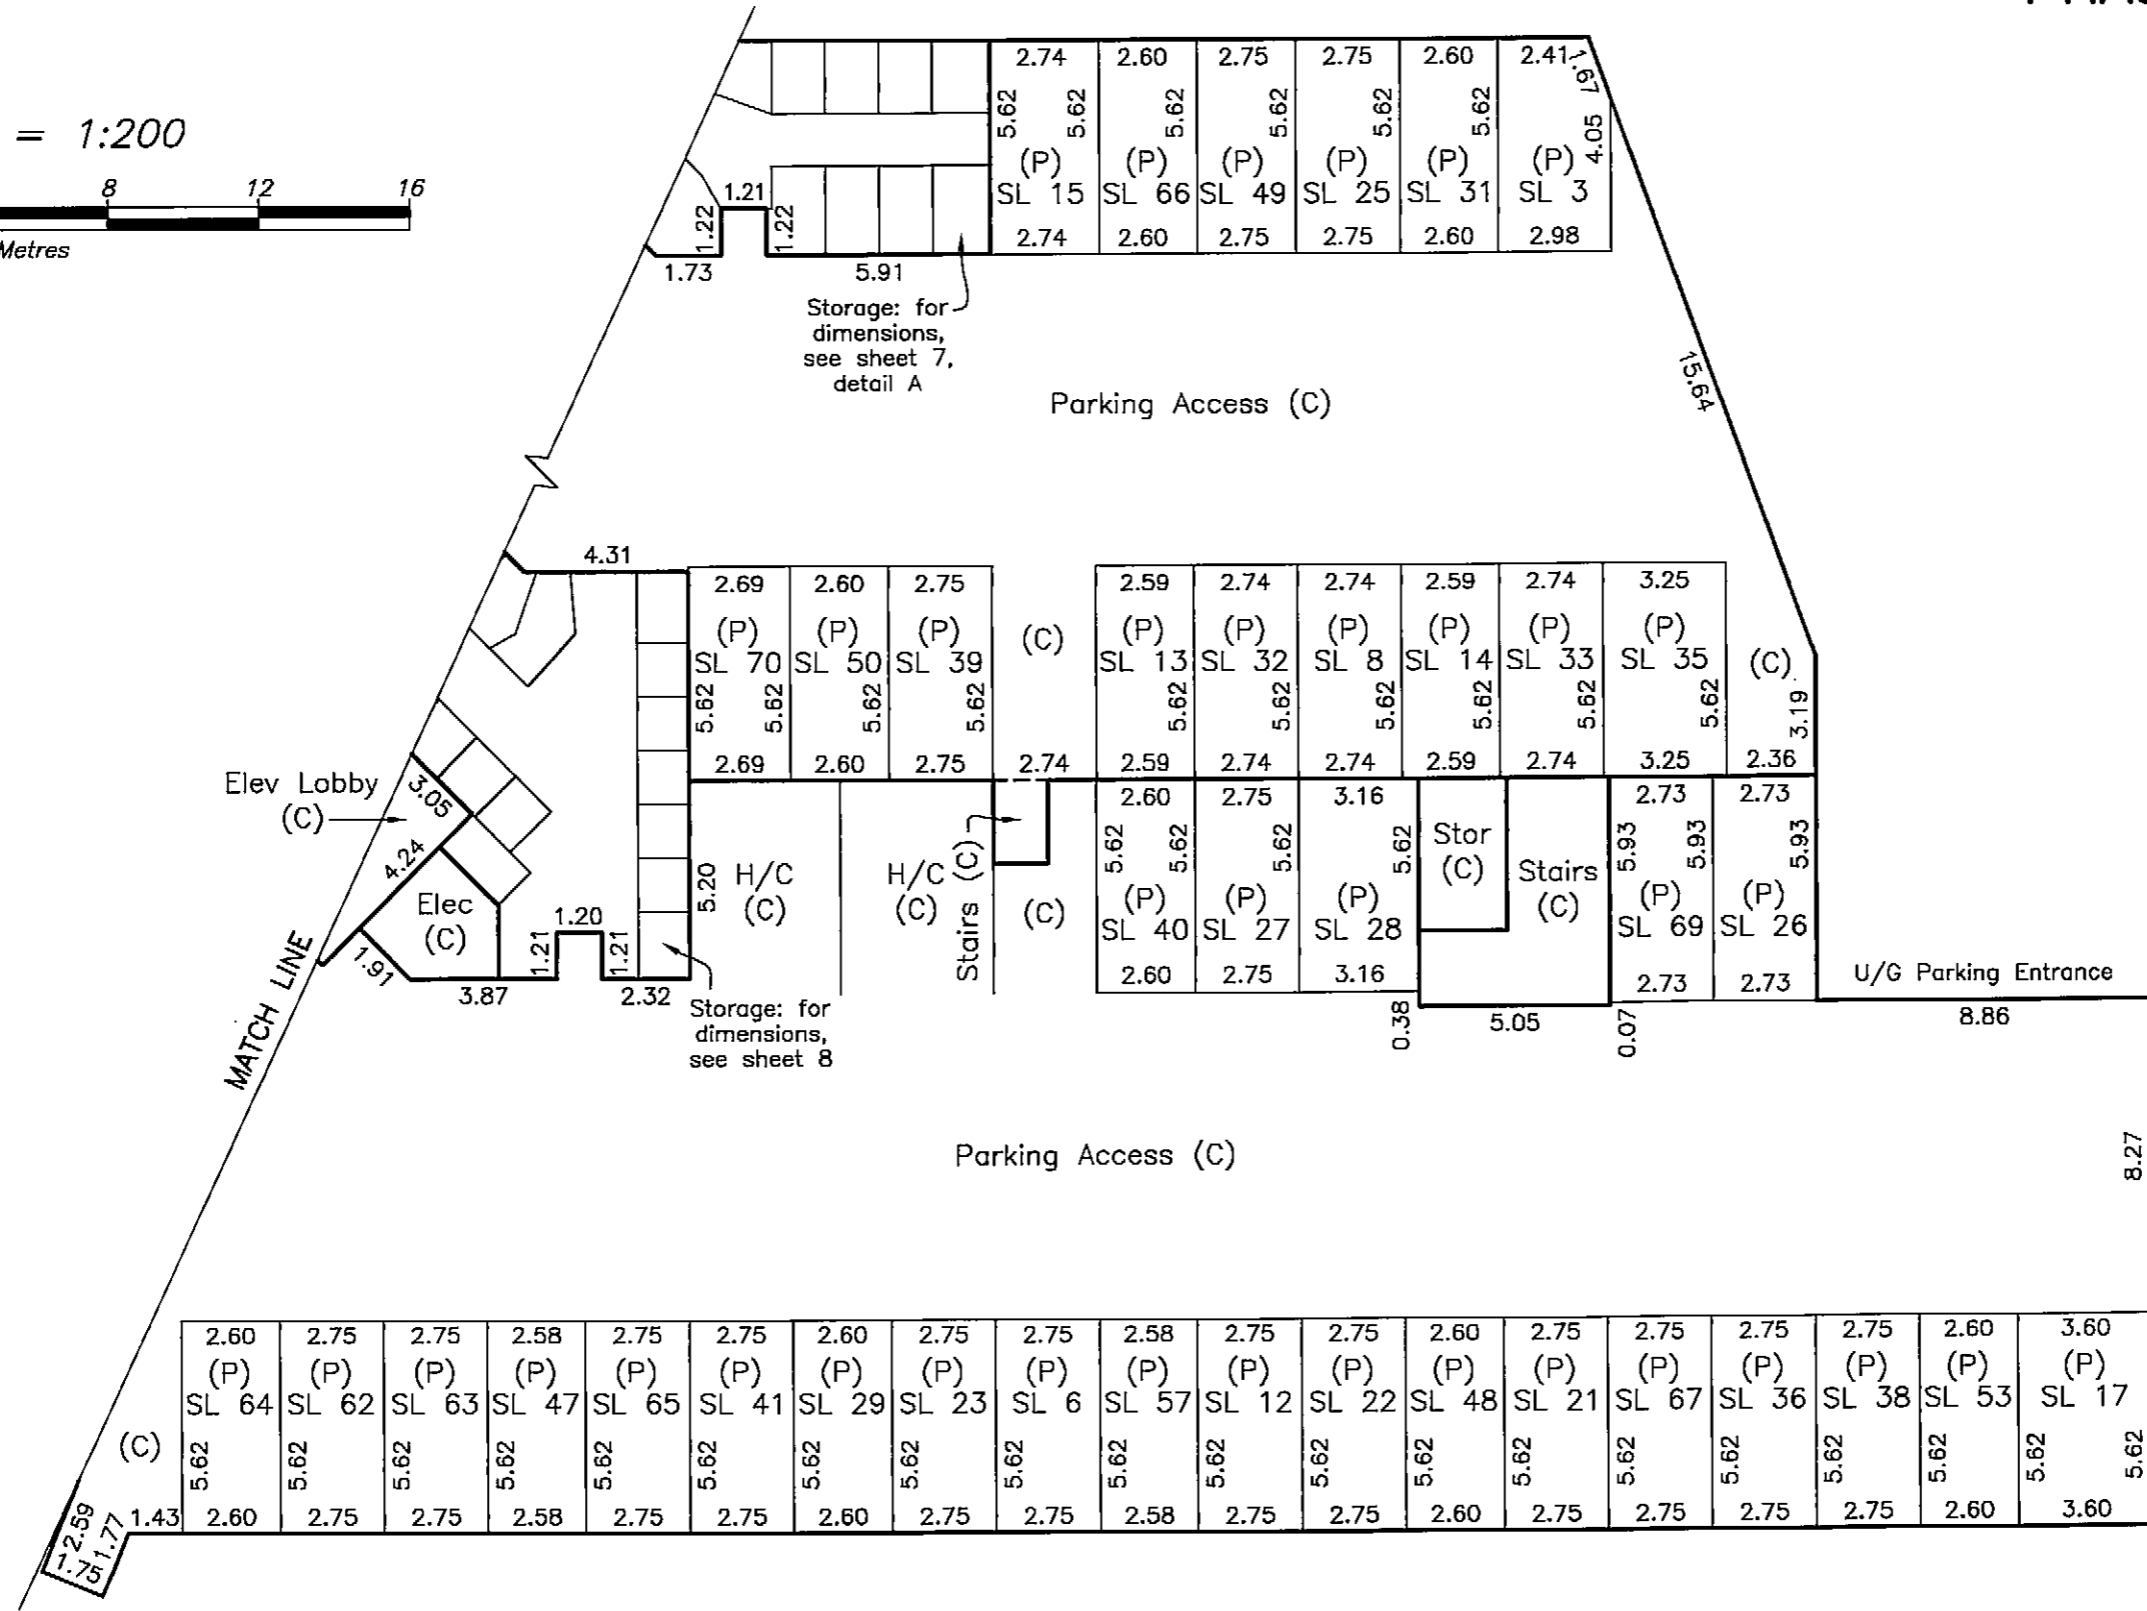 = 1:200
8 12 16
Metres
2.74 2.60 2.75 2.75 2.60 2.41 1.67
5.62 5.62 5.62 5.62 5.62 5.62 4.05
(P) (P) (P) (P) (P) (P)
SL 15 SL 66 SL 49 SL 25 SL 31 SL 3
2.74 2.60 2.75 2.75 2.60 2.98
1.21
1.22 1.22
1.73 5.91
Storage: for
dimensions,
see sheet 7,
detail A
15.64
Parking Access (C)
4.31
2.69 2.60 2.75 2.59 2.74 2.74 2.59 2.74 3.25
(P) (P) (P) (C) (P) (P) (P) (P) (P) (P)
SL 70 SL 50 SL 39 SL 13 SL 32 SL 8 SL 14 SL 33 SL 35 (C)
5.62 5.62 5.62 5.62 5.62 5.62 5.62 5.62 5.62 5.62 3.19
2.69 2.60 2.75 2.74 2.59 2.74 2.74 2.59 2.74 3.25 2.36
Elev Lobby
(C)
3.05
4.24
2.60 2.75 3.16 2.73 2.73
5.62 5.62 5.62 5.62 5.93 5.93 5.93
5.20
H/C
(C)
H/C
(C)
Stairs (C)
(C)
(P) (P) (P)
SL 40 SL 27 SL 28
Stor
(C)
Stairs
(C)
(P) (P)
SL 69 SL 26
2.60 2.75 3.16 2.73 2.73
Elec
(C)
1.20
1.21 1.21
1.91
3.87 2.32
MATCH LINE
Storage: for
dimensions,
see sheet 8
0.38 5.05 0.07
U/G Parking Entrance
8.86
8.27
Parking Access (C)
2.60 2.75 2.75 2.58 2.75 2.75 2.60 2.75 2.75 2.58 2.75 2.75 2.60 2.75 2.75 2.75 2.75 2.60 3.60
(P) (P) (P) (P) (P) (P) (P) (P) (P) (P) (P) (P) (P) (P) (P) (P) (P) (P) (P)
SL 64 SL 62 SL 63 SL 47 SL 65 SL 41 SL 29 SL 23 SL 6 SL 57 SL 12 SL 22 SL 48 SL 21 SL 67 SL 36 SL 38 SL 53 SL 17
(C)
5.62 5.62 5.62 5.62 5.62 5.62 5.62 5.62 5.62 5.62 5.62 5.62 5.62 5.62 5.62 5.62 5.62 5.62 5.62 5.62
1.43 2.60 2.75 2.75 2.58 2.75 2.75 2.60 2.75 2.75 2.58 2.75 2.75 2.60 2.75 2.75 2.75 2.75 2.60 3.60
2.59
1.77
1.75